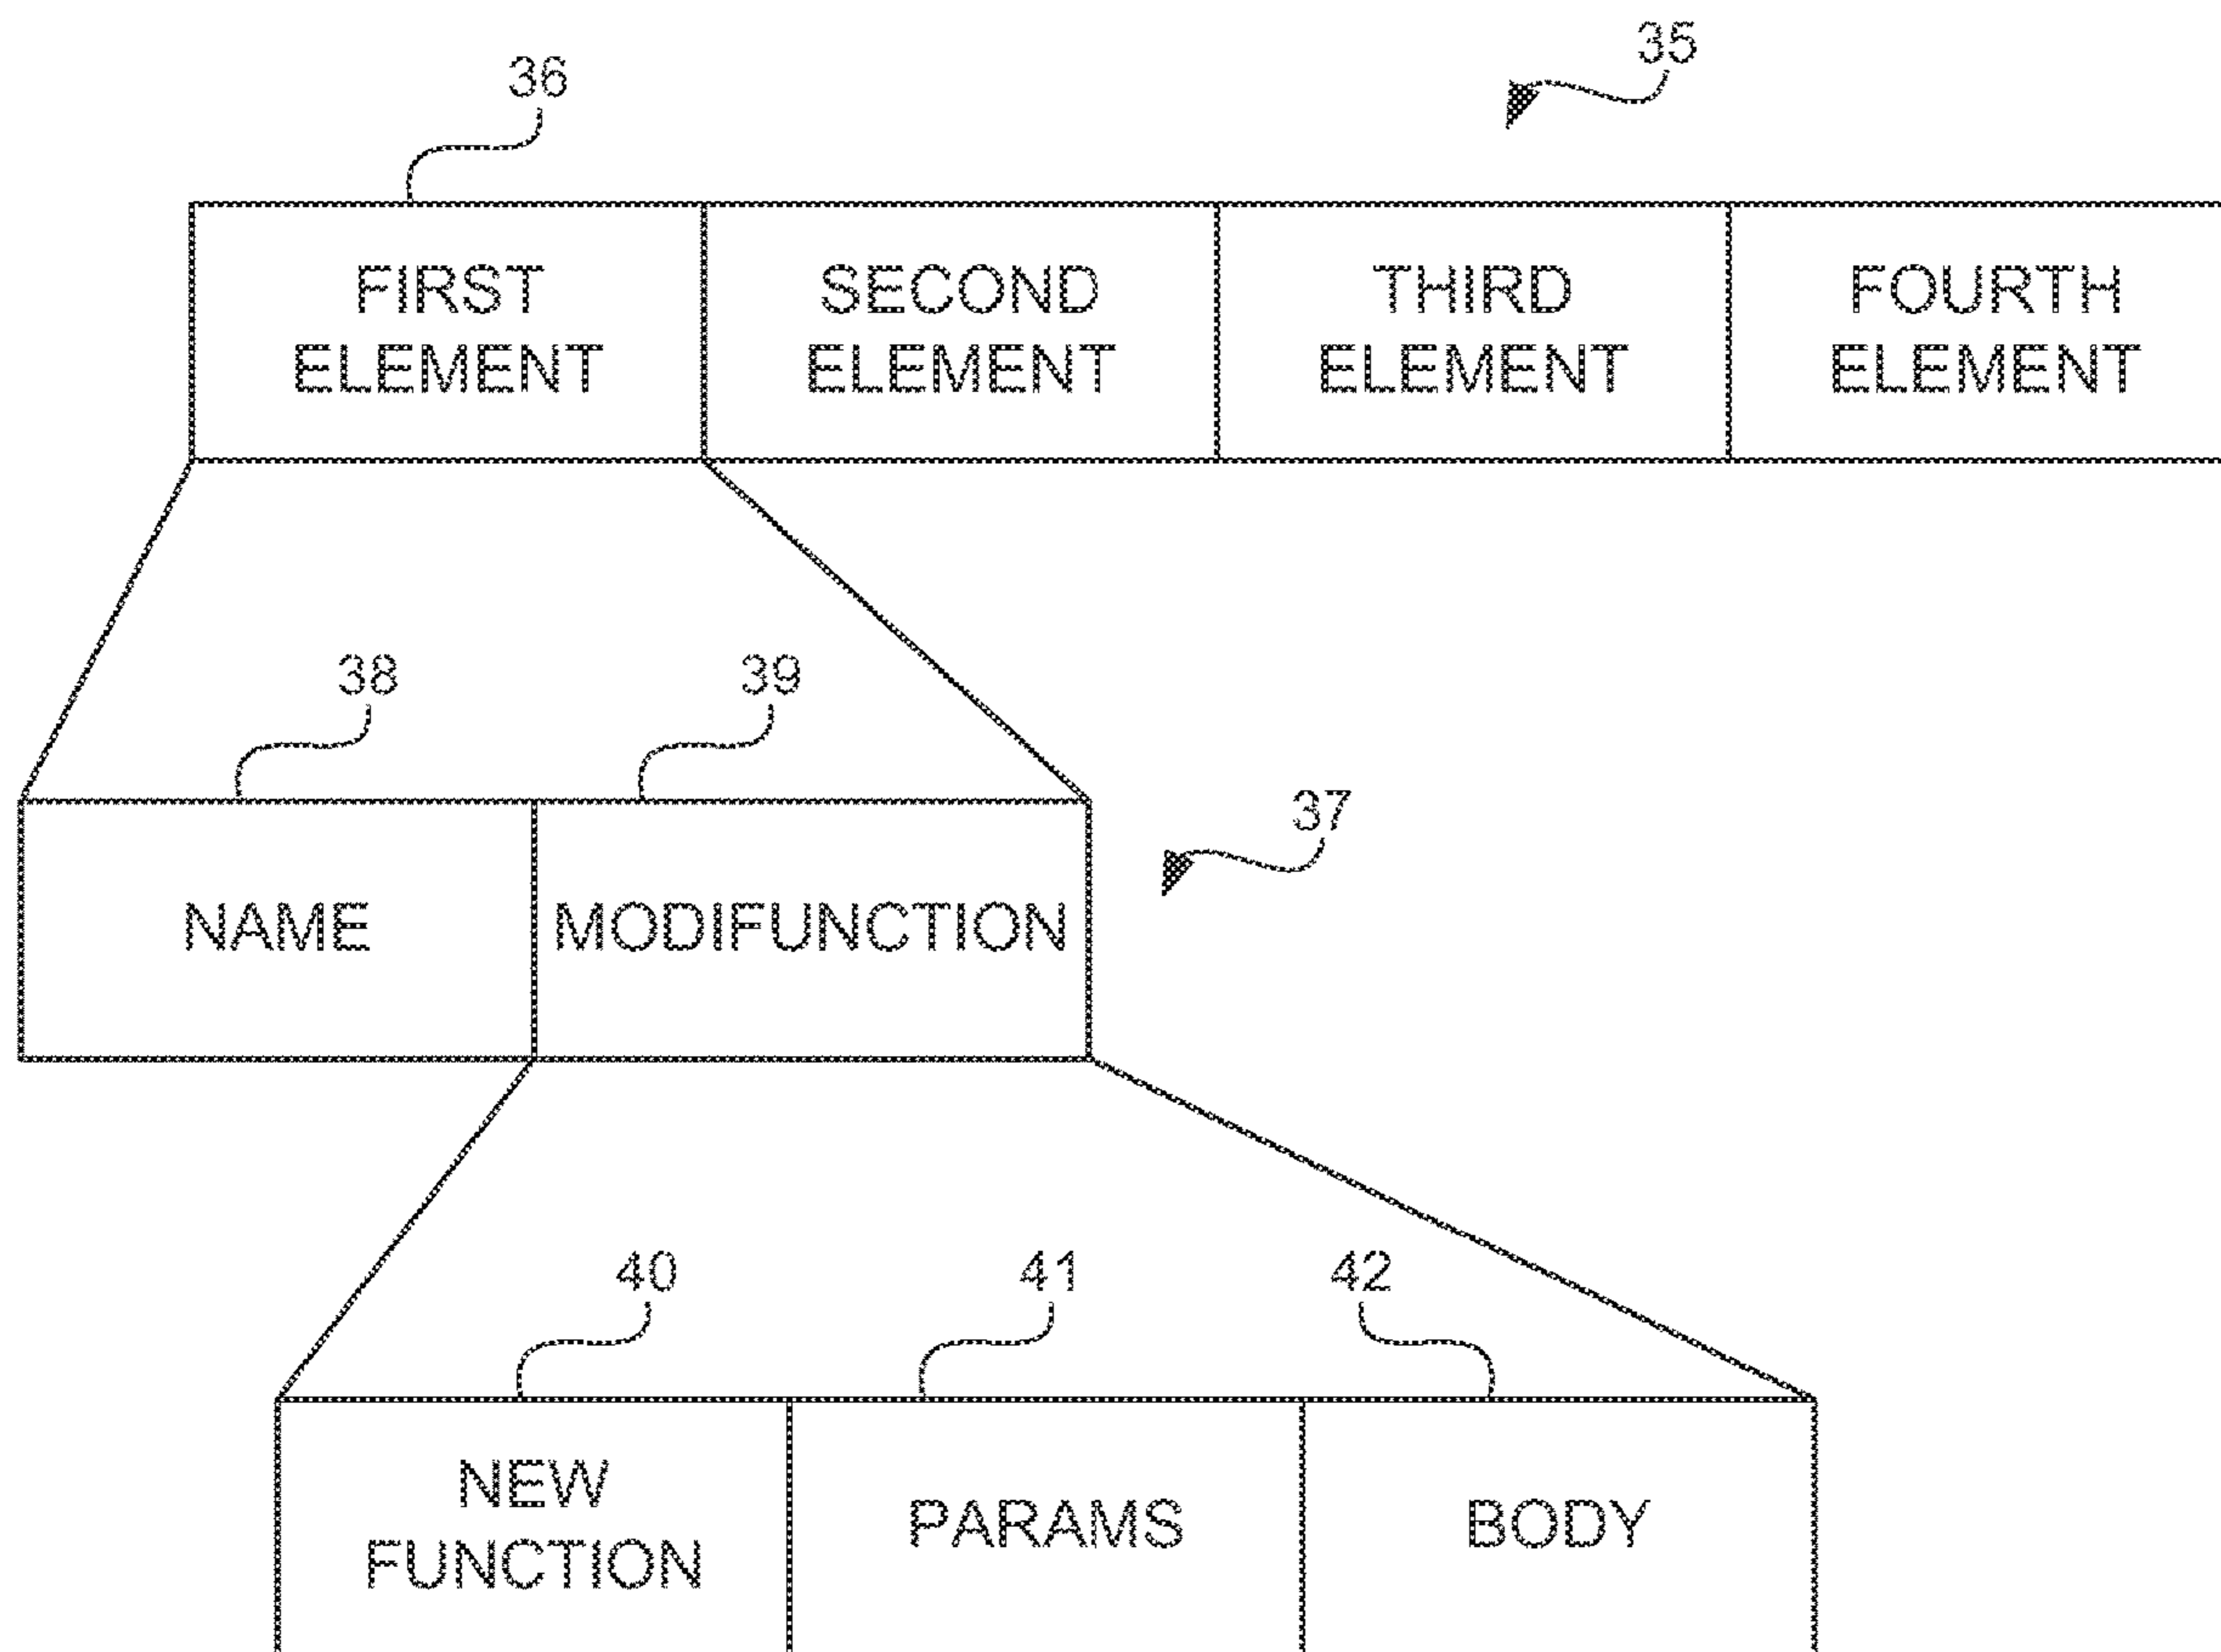 35
36
FIRST ELEMENT SECOND ELEMENT THIRD ELEMENT FOURTH ELEMENT
38 39
37
NAME MODIFUNCTION
40 41 42
NEW FUNCTION PARAMS BODY